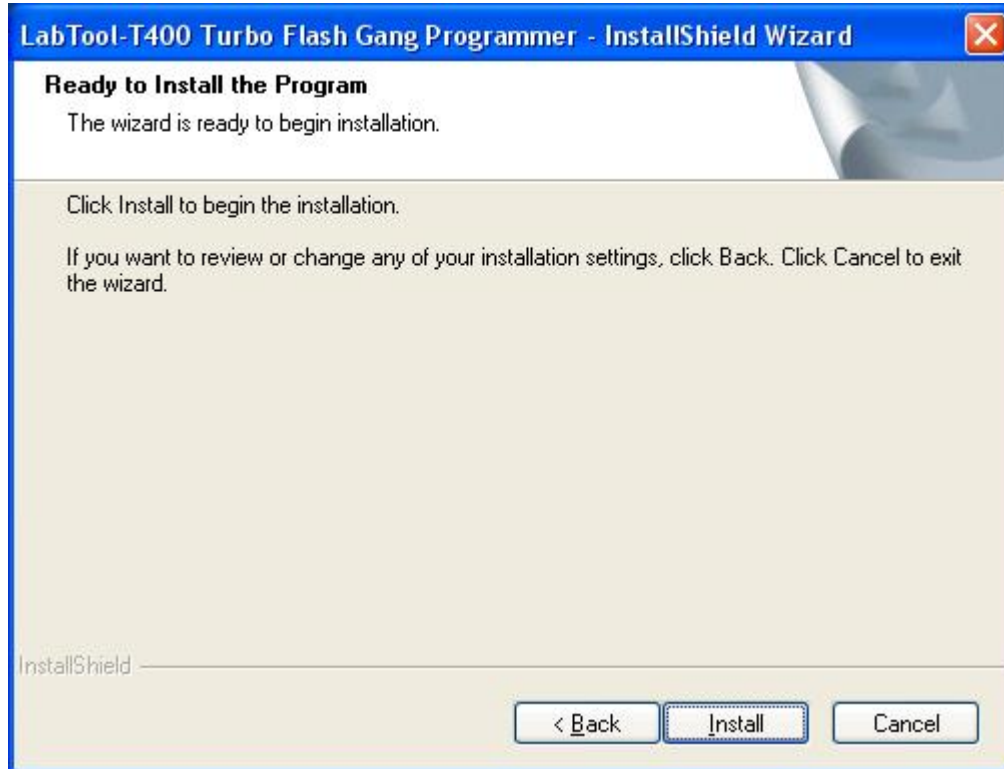 LabTool-T400 Turbo Flash Gang Programmer - InstallShield Wizard
Ready to Install the Program
The wizard is ready to begin installation.
Click Install to begin the installation.
If you want to review or change any of your installation settings, click Back. Click Cancel to exit
the wizard.
InstallShield
< Back Install Cancel